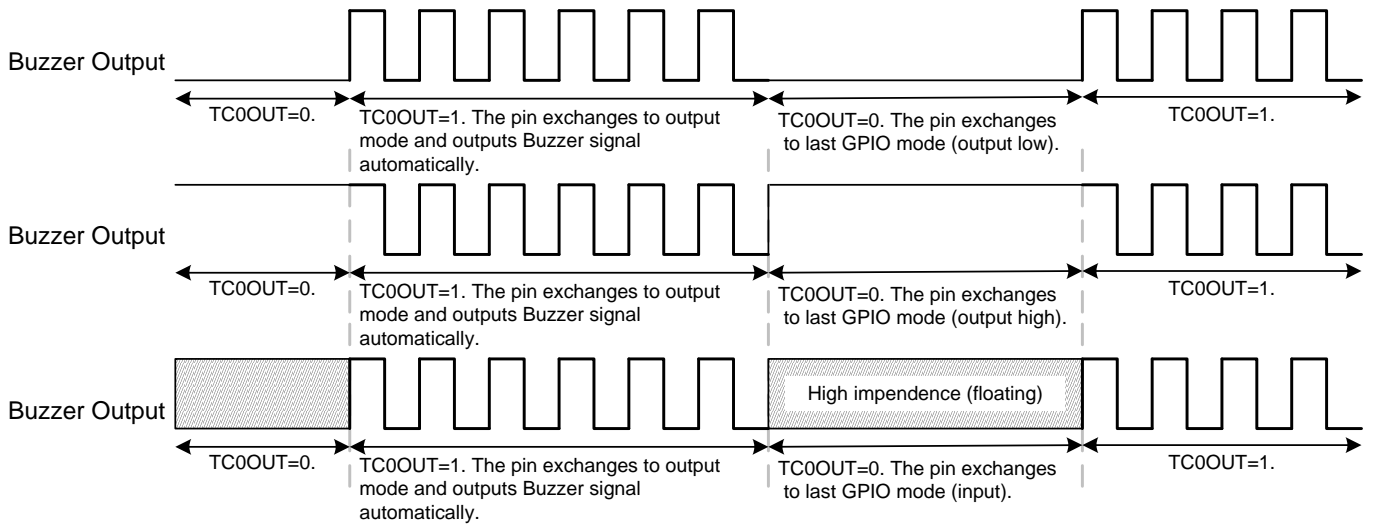 Buzzer Output
TC0OUT=0.
TC0OUT=1. The pin exchanges to output
mode and outputs Buzzer signal
automatically.
TC0OUT=0. The pin exchanges
to last GPIO mode (output low).
TC0OUT=1.
Buzzer Output
TC0OUT=0.
TC0OUT=1. The pin exchanges to output
mode and outputs Buzzer signal
automatically.
TC0OUT=0. The pin exchanges
to last GPIO mode (output high).
TC0OUT=1.
Buzzer Output
High impendence (floating)
TC0OUT=0.
TC0OUT=1. The pin exchanges to output
mode and outputs Buzzer signal
automatically.
TC0OUT=0. The pin exchanges
to last GPIO mode (input).
TC0OUT=1.